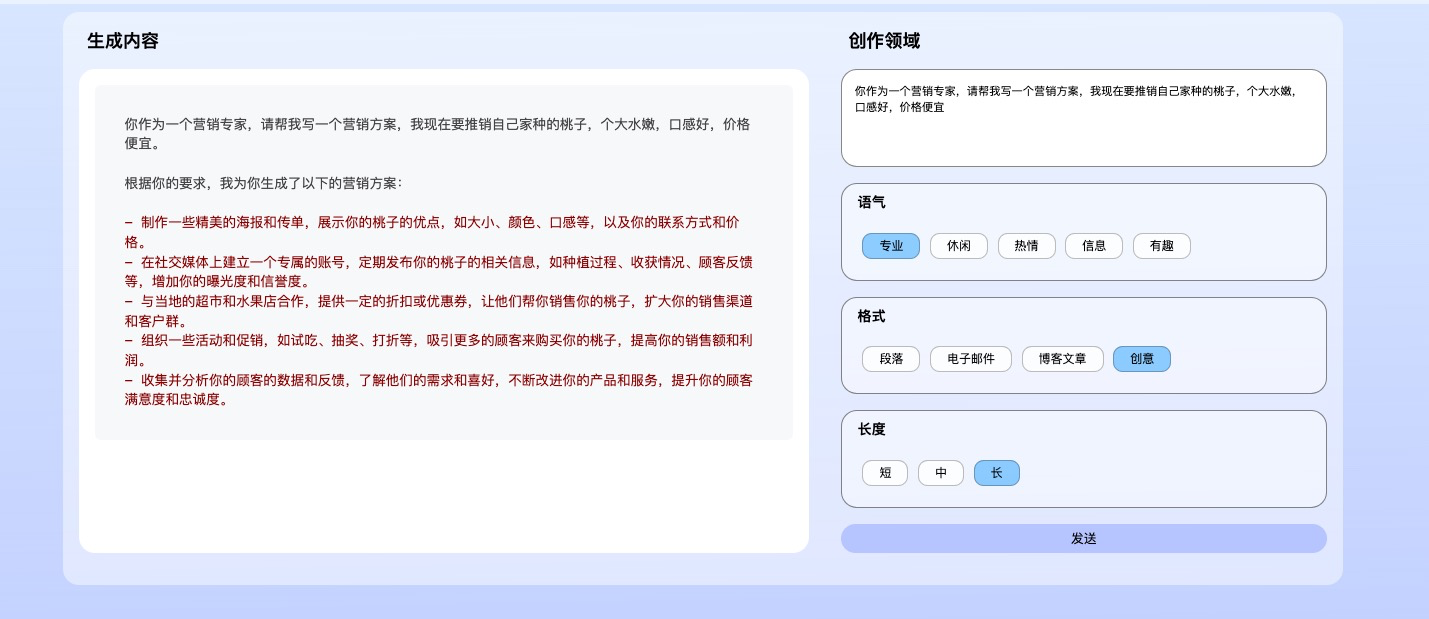 生成内容
你作为一个营销专家，请帮我写一个营销方案，我现在要推销自己家种的桃子，个大水嫩，口感好，价格
便宜。
根据你的要求，我为你生成了以下的营销方案：
- 制作一些精美的海报和传单，展示你的桃子的优点，如大小、颜色、口感等，以及你的联系方式和价
格。
- 在社交媒体上建立一个专属的账号，定期发布你的桃子的相关信息，如种植过程、收获情况、顾客反馈
等，增加你的曝光度和信誉度。
- 与当地的超市和水果店合作，提供一定的折扣或优惠券，让他们帮你销售你的桃子，扩大你的销售渠道
和客户群。
- 组织一些活动和促销，如试吃、抽奖、打折等，吸引更多的顾客来购买你的桃子，提高你的销售额和利
润。
- 收集并分析你的顾客的数据和反馈，了解他们的需求和喜好，不断改进你的产品和服务，提升你的顾客
满意度和忠诚度。
创作领域
你作为一个营销专家，请帮我写一个营销方案，我现在要推销自己家种的桃子，个大水嫩，
口感好，价格便宜
语气
专业 休闲 热情 信息 有趣
格式
段落 电子邮件 博客文章 创意
长度
短 中 长
发送